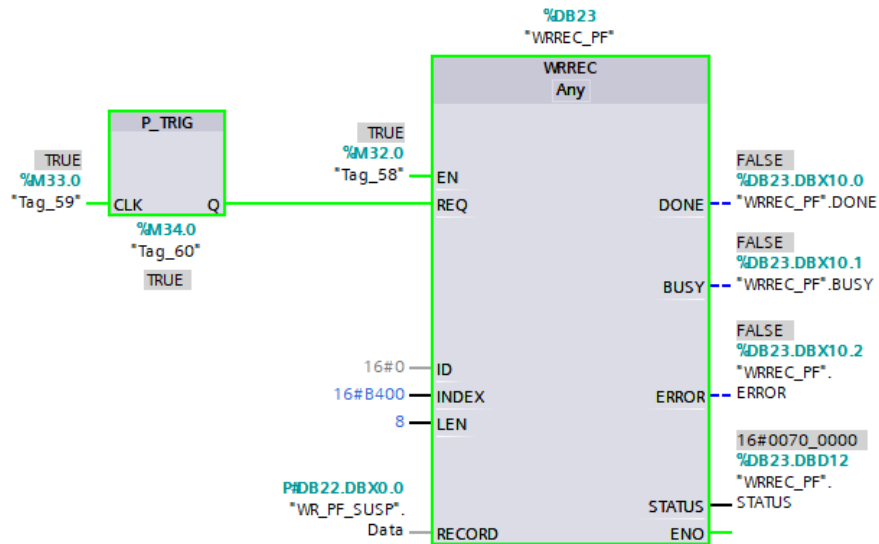 %DB23
"WRREC_PF"
WRREC
Any
P_TRIG
TRUE
%M33.0
"Tag_59"
CLK
Q
%M34.0
"Tag_60"
TRUE
TRUE
%M32.0
"Tag_58"
EN
REQ
16#0
ID
16#B400
INDEX
8
LEN
P#DB22.DBX0.0
"WR_PF_SUSP".
Data
RECORD
FALSE
%DB23.DBX10.0
DONE
"WRREC_PF".DONE
FALSE
%DB23.DBX10.1
BUSY
"WRREC_PF".BUSY
FALSE
%DB23.DBX10.2
"WRREC_PF".
ERROR
ERROR
16#0070_0000
%DB23.DBD12
"WRREC_PF".
STATUS
STATUS
ENO